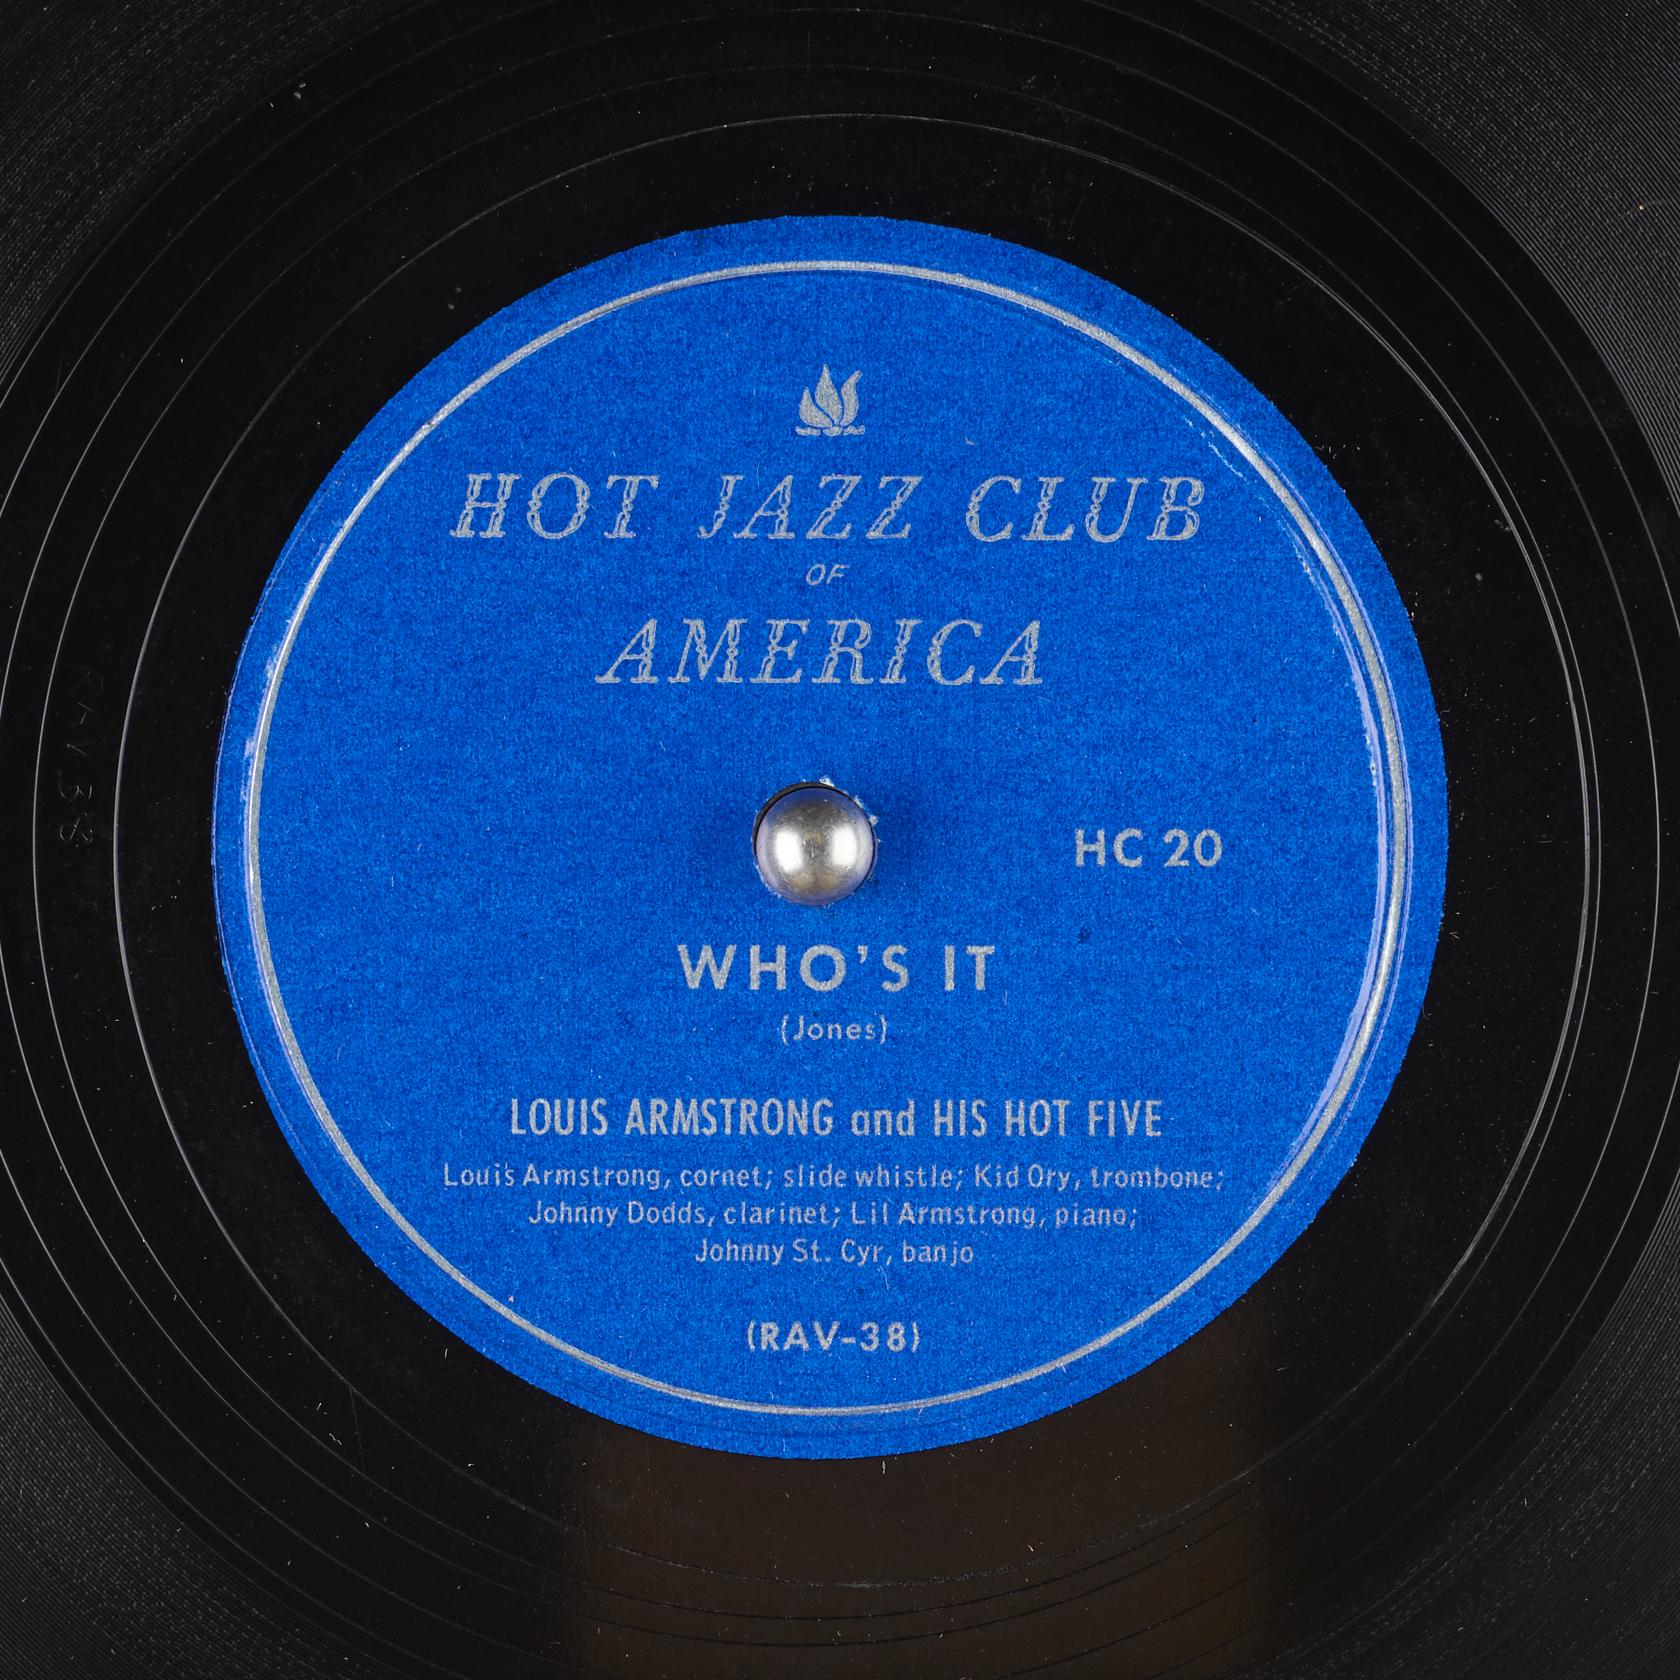 HOT JAZZ CLUB
OF
AMERICA
HC 20
WHO'S IT
(Jones)
LOUIS ARMSTRONG and HIS HOT FIVE
Louis Armstrong, cornet; slide whistle; Kid Ory, trombone;
Johnny Dodds, clarinet; Lil Armstrong, piano;
Johnny St. Cyr, banjo
(RAV-38)